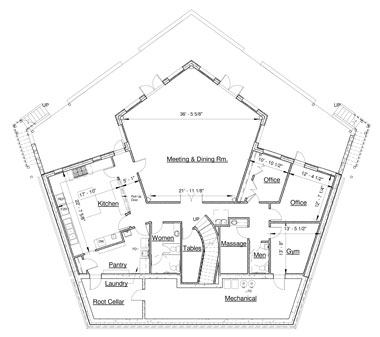 UP
UP
36' - 5 5/8"
Meeting & Dining Rm.
10' - 10 1/2"
12' - 4 1/2"
Office
17' - 10"
Kitchen
21' - 11 1/8"
Office
Women
UP
Tables
Massage
Men
13' - 5 1/2"
Gym
Pantry
Laundry
Root Cellar
Mechanical